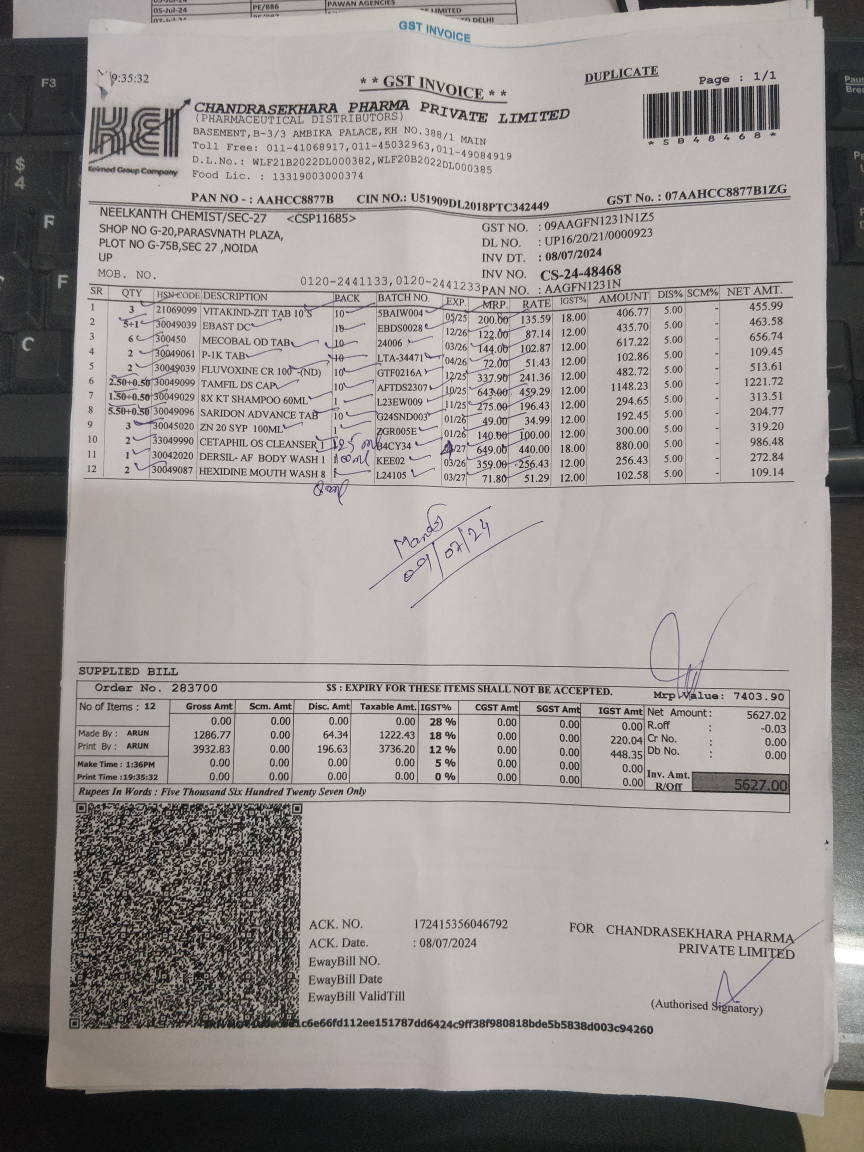 05-Jul-24 PE/886 PAWAN AGENCIES
LIMITED
DELHI
GST INVOICE
9:35:32
* * GST INVOICE * *
DUPLICATE
Page : 1/1
KEI
Keimed Group Company
CHANDRASEKHARA PHARMA PRIVATE LIMITED
(PHARMACEUTICAL DISTRIBUTORS)
BASEMENT,B-3/3 AMBIKA PALACE,KH NO.388/1 MAIN
Toll Free: 011-41068917,011-45032963,011-49084919
D.L.No.: WLF21B2022DL000382,WLF20B2022DL000385
Food Lic. : 13319003000374
* S B 4 8 4 6 8 *
PAN NO - : AAHCC8877B CIN NO.: U51909DL2018PTC342449 GST No. : 07AAHCC8877B1ZG
NEELKANTH CHEMIST/SEC-27 <CSP11685>
SHOP NO G-20,PARASVNATH PLAZA,
PLOT NO G-75B,SEC 27 ,NOIDA
UP
MOB. NO.
0120-2441133,0120-2441233
GST NO. : 09AAGFN1231N1Z5
DL NO. : UP16/20/21/0000923
INV DT. : 08/07/2024
INV NO. CS-24-48468
PAN NO. : AAGFN1231N
SR QTY HSN CODE DESCRIPTION PACK BATCH NO. EXP. MRP. RATE IGST% AMOUNT DIS% SCM% NET AMT.
1 3 21069099 VITAKIND-ZIT TAB 10'S 10 5BAIW004 05/25 200.00 135.59 18.00 406.77 5.00 - 455.99
2 5+1 30049039 EBAST DC 10 EBDS0028 12/26 122.00 87.14 12.00 435.70 5.00 - 463.58
3 6 300450 MECOBAL OD TAB 10 24006 03/26 144.00 102.87 12.00 617.22 5.00 - 656.74
4 2 30049061 P-1K TAB 10 LTA-34471 04/26 72.00 51.43 12.00 102.86 5.00 - 109.45
5 2 30049039 FLUVOXINE CR 100 (ND) 10 GTF0216A 12/25 337.90 241.36 12.00 482.72 5.00 - 513.61
6 2.50+0.50 30049099 TAMFIL DS CAP 10 AFTDS2307 10/25 643.00 459.29 12.00 1148.23 5.00 - 1221.72
7 1.50+0.50 30049029 8X KT SHAMPOO 60ML 1 L23EW009 11/25 275.00 196.43 12.00 294.65 5.00 - 313.51
8 5.50+0.50 30049096 SARIDON ADVANCE TAB 10 G24SND003 01/26 49.00 34.99 12.00 192.45 5.00 - 204.77
9 3 30045020 ZN 20 SYP 100ML 1 ZGR005E 01/26 140.00 100.00 12.00 300.00 5.00 - 319.20
10 2 33049990 CETAPHIL OS CLEANSER 1 125 ml B4CY34 27 649.00 440.00 18.00 880.00 5.00 - 986.48
11 1 30042020 DERSIL- AF BODY WASH 1 100ml KEE02 03/26 359.00 256.43 12.00 256.43 5.00 - 272.84
12 2 30049087 HEXIDINE MOUTH WASH 8 L24105 03/27 71.80 51.29 12.00 102.58 5.00 - 109.14
09/07/24
SUPPLIED BILL
Order No. 283700 $$ : EXPIRY FOR THESE ITEMS SHALL NOT BE ACCEPTED. Mrp Value: 7403.90
No of Items : 12 Gross Amt Scm. Amt Disc. Amt Taxable Amt. IGST% CGST Amt SGST Amt IGST Amt Net Amount: 5627.02
0.00 0.00 0.00 0.00 28 % 0.00 0.00 0.00 R.off -0.03
Made By : ARUN 1286.77 0.00 64.34 1222.43 18 % 0.00 0.00 220.04 Cr No. : 0.00
Print By : ARUN 3932.83 0.00 196.63 3736.20 12 % 0.00 0.00 448.35 Db No. : 0.00
Make Time : 1:36PM 0.00 0.00 0.00 0.00 5 % 0.00 0.00 0.00
Print Time :19:35:32 0.00 0.00 0.00 0.00 0 % 0.00 0.00 0.00 Inv. Amt. R/Off 5627.00
Rupees In Words : Five Thousand Six Hundred Twenty Seven Only
ACK. NO. 172415356046792
ACK. Date. : 08/07/2024
EwayBill NO.
EwayBill Date
EwayBill ValidTill
FOR CHANDRASEKHARA PHARMA
PRIVATE LIMITED
(Authorised Signatory)
1c6e66fd112ee151787dd6424c9ff38f980818bde5b5838d003c94260
F3
$
4
F
F
C
C